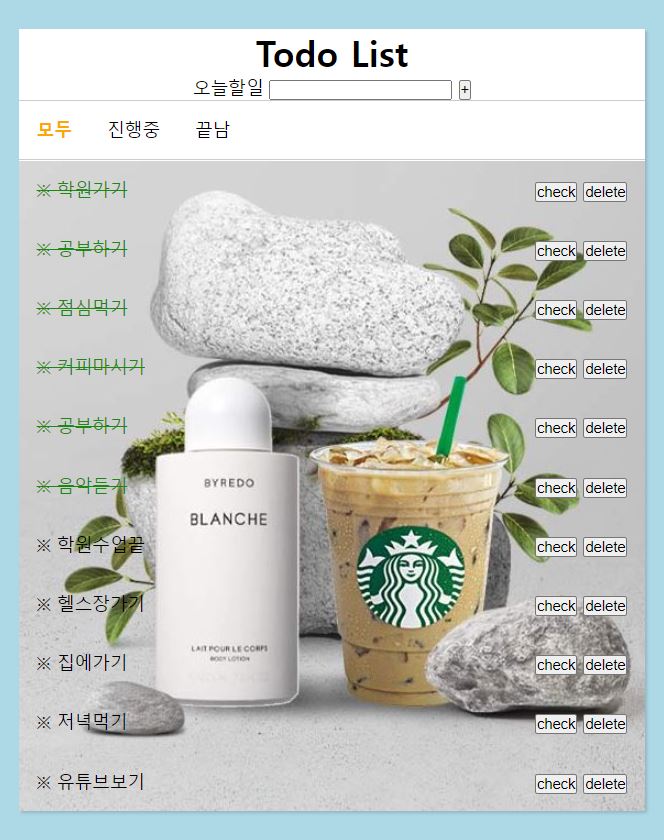 Todo List
오늘할일 +
모두 진행중 끝남
※ 학원가기 check delete
※ 공부하기 check delete
※ 점심먹기 check delete
※ 커피마시기 check delete
※ 공부하기 check delete
※ 음악듣기 check delete
BYREDO
BLANCHE
※ 학원수업끝 check delete
※ 헬스장가기 check delete
LAIT POUR LE CORPS
BODY LOTION
※ 집에가기 check delete
※ 저녁먹기 check delete
※ 유튜브보기 check delete